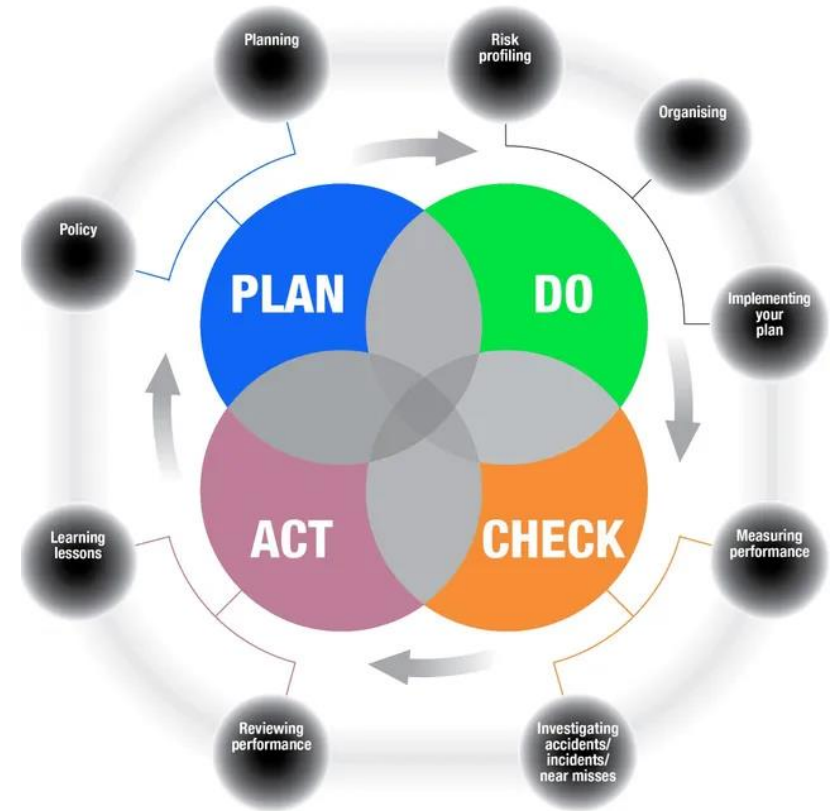 Planning
Risk
profiling
Organising
Policy
PLAN
DO
Implementing
your
plan
ACT
CHECK
Learning
lessons
Measuring
performance
Reviewing
performance
Investigating
accidents/
incidents/
near misses